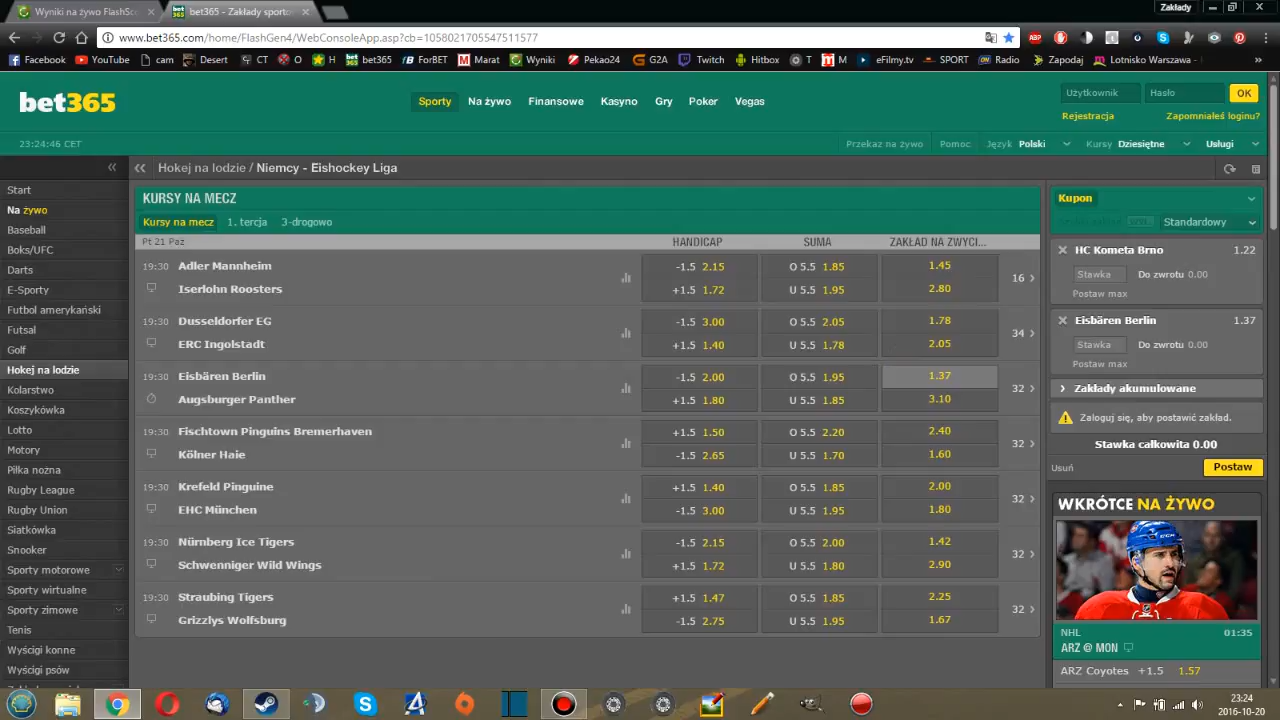 Wyniki na żywo FlashSco
bet365 - Zakłady sportov
Zakłady
www.bet365.com/home/FlashGen4/WebConsoleApp.asp?cb=1058021705547511577
Facebook YouTube cam Desert CT O H bet365 ForBET Marat Wyniki Pekao24 G2A Twitch Hitbox T M eFilmy.tv SPORT Radio Zapodaj Lotnisko Warszawa - »
bet365
Sporty Na żywo Finansowe Kasyno Gry Poker Vegas
Użytkownik Hasło OK
Rejestracja Zapomniałeś loginu?
23:24:46 CET
Przekaz na żywo Pomoc Język Polski Kursy Dziesiętne Usługi
Hokej na lodzie / Niemcy - Eishockey Liga
Start
Na żywo
Baseball
Boks/UFC
Darts
E-Sporty
Futbol amerykański
Futsal
Golf
Hokej na lodzie
Kolarstwo
Koszykówka
Lotto
Motory
Piłka nożna
Rugby League
Rugby Union
Siatkówka
Snooker
Sporty motorowe
Sporty wirtualne
Sporty zimowe
Tenis
Wyścigi konne
Wyścigi psów
KURSY NA MECZ
Kursy na mecz 1. tercja 3-drogowo
Pt 21 Paź HANDICAP SUMA ZAKŁAD NA ZWYCI...
19:30 Adler Mannheim -1.5 2.15 O 5.5 1.85 1.45
Iserlohn Roosters +1.5 1.72 U 5.5 1.95 2.80
16
19:30 Dusseldorfer EG -1.5 3.00 O 5.5 2.05 1.78
ERC Ingolstadt +1.5 1.40 U 5.5 1.78 2.05
34
19:30 Eisbären Berlin -1.5 2.00 O 5.5 1.95 1.37
Augsburger Panther +1.5 1.80 U 5.5 1.85 3.10
32
19:30 Fischtown Pinguins Bremerhaven +1.5 1.50 O 5.5 2.20 2.40
Kölner Haie -1.5 2.65 U 5.5 1.70 1.60
32
19:30 Krefeld Pinguine +1.5 1.40 O 5.5 1.85 2.00
EHC München -1.5 3.00 U 5.5 1.95 1.80
32
19:30 Nürnberg Ice Tigers -1.5 2.15 O 5.5 2.00 1.42
Schwenniger Wild Wings +1.5 1.72 U 5.5 1.80 2.90
32
19:30 Straubing Tigers +1.5 1.47 O 5.5 1.85 2.25
Grizzlys Wolfsburg -1.5 2.75 U 5.5 1.95 1.67
32
Kupon
Standardowy
HC Kometa Brno 1.22
Stawka Do zwrotu 0.00
Postaw max
Eisbären Berlin 1.37
Stawka Do zwrotu 0.00
Postaw max
Zakłady akumulowane
Zaloguj się, aby postawić zakład.
Stawka całkowita 0.00
Usuń Postaw
WKRÓTCE NA ŻYWO
NHL 01:35
ARZ @ MON
ARZ Coyotes +1.5 1.57
23:24
2016-10-20